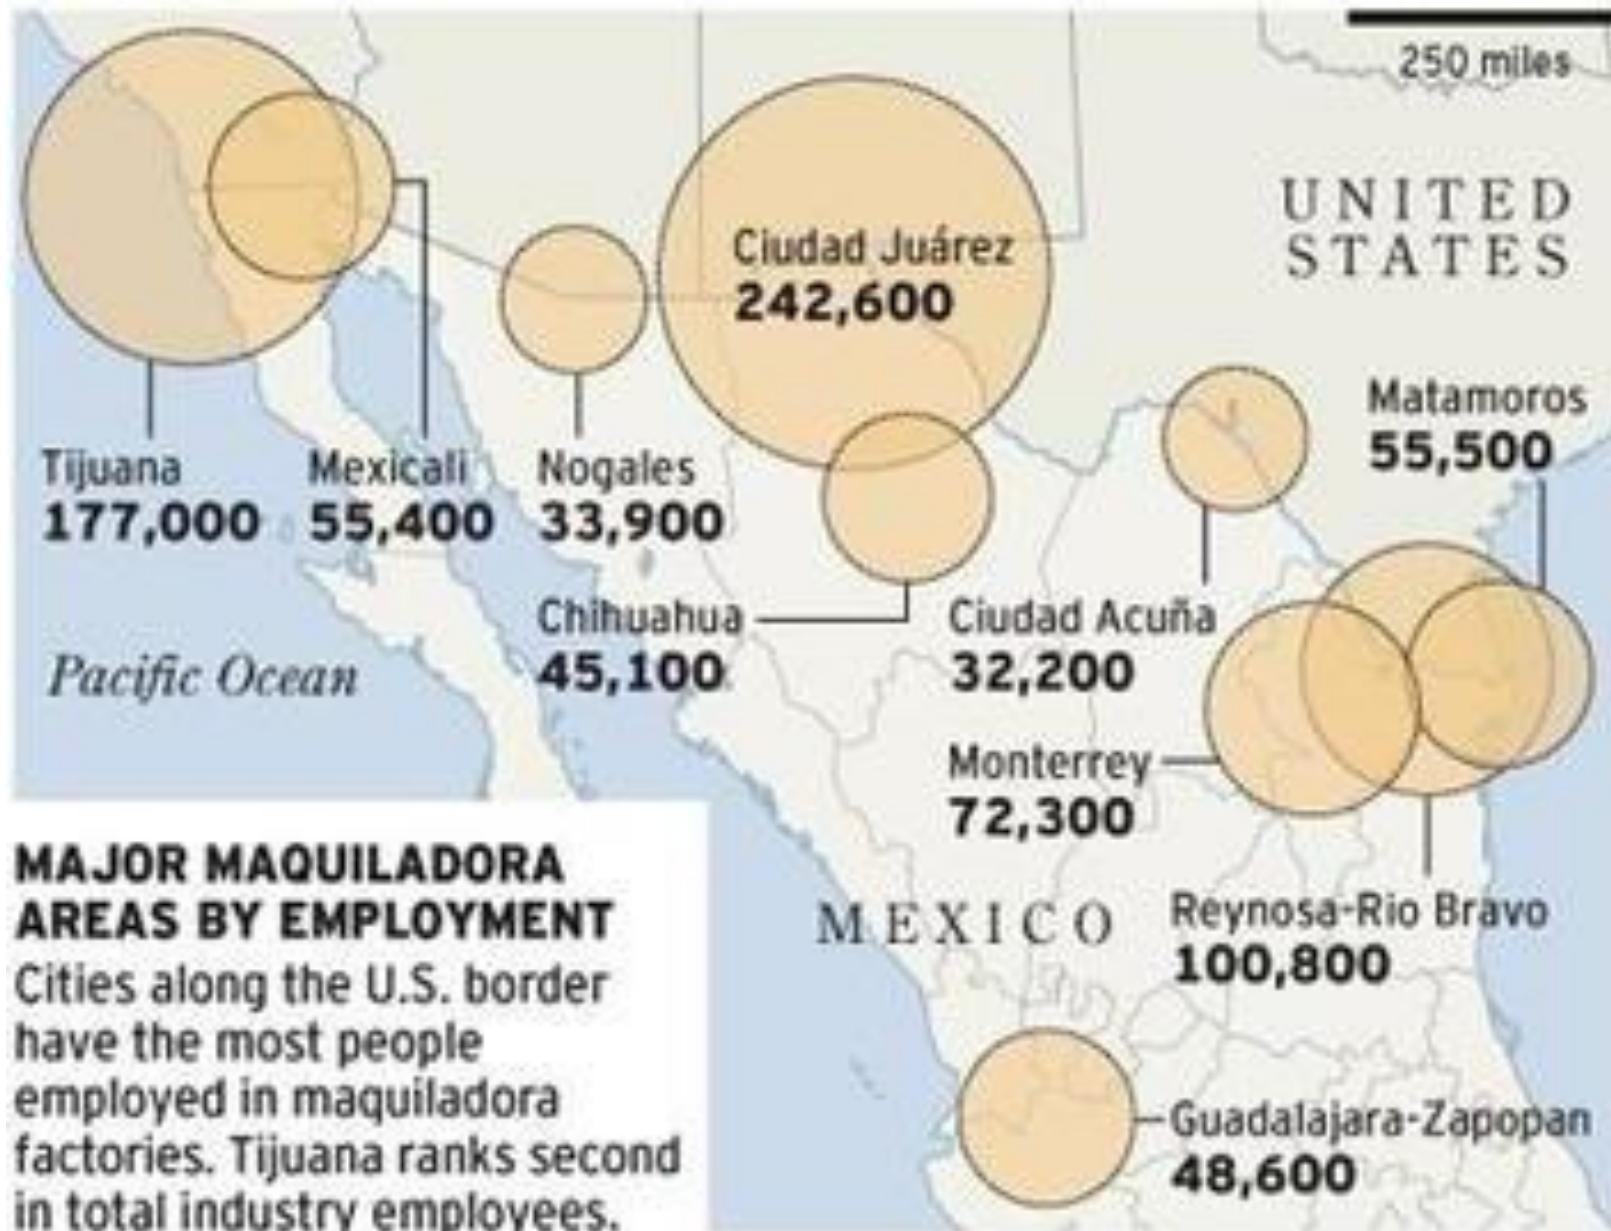 250 miles
UNITED
STATES
Ciudad Juárez
242,600
Matamoros
55,500
Tijuana
177,000
Mexicali
55,400
Nogales
33,900
Chihuahua
45,100
Ciudad Acuña
32,200
Pacific Ocean
Monterrey
72,300
MAJOR MAQUILADORA
AREAS BY EMPLOYMENT
Cities along the U.S. border
have the most people
employed in maquiladora
factories. Tijuana ranks second
in total industry employees.
MEXICO
Reynosa-Rio Bravo
100,800
Guadalajara-Zapopan
48,600